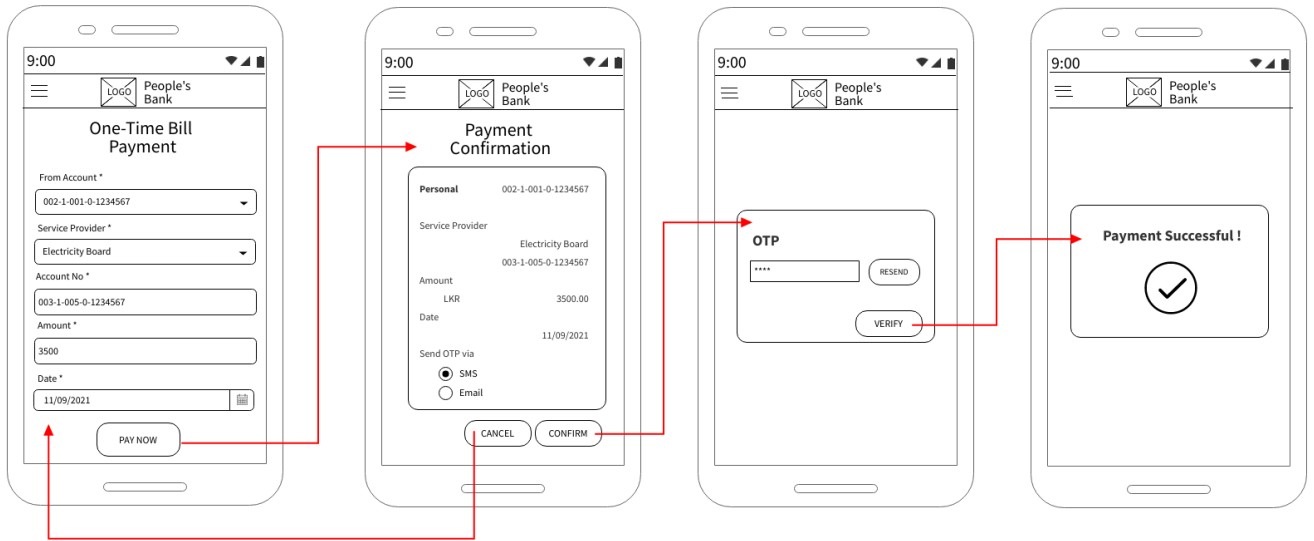 9:00
LOGO
People's
Bank
One-Time Bill
Payment
From Account *
002-1-001-0-1234567
Service Provider *
Electricity Board
Account No *
003-1-005-0-1234567
Amount *
3500
Date *
11/09/2021
PAY NOW
9:00
LOGO
People's
Bank
Payment
Confirmation
Personal 002-1-001-0-1234567
Service Provider
Electricity Board
003-1-005-0-1234567
Amount
LKR 3500.00
Date
11/09/2021
Send OTP via
SMS
Email
CANCEL CONFIRM
9:00
LOGO
People's
Bank
OTP
**** RESEND
VERIFY
9:00
LOGO
People's
Bank
Payment Successful !